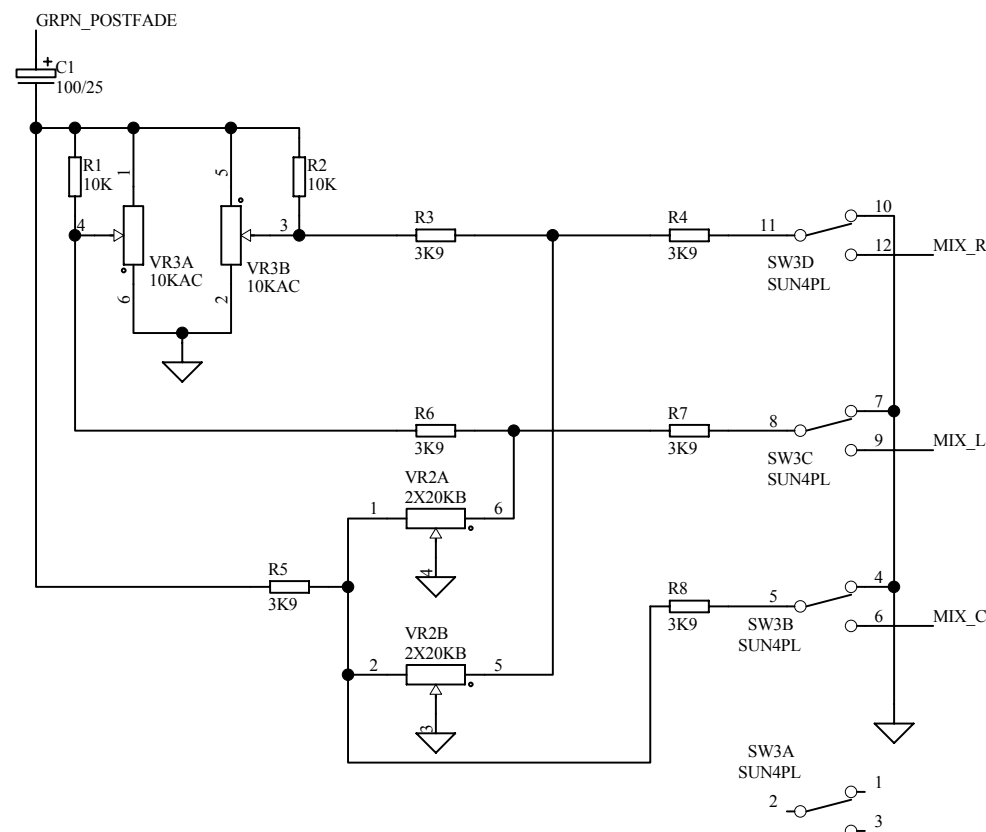 GRPN_POSTFADE
+
C1
100/25
R1
10K
1
5
R2
10K
4
3
VR3A
10KAC
VR3B
10KAC
6
2
R3
3K9
R4
3K9
11
10
12
MIX_R
SW3D
SUN4PL
R6
3K9
R7
3K9
8
7
9
MIX_L
SW3C
SUN4PL
VR2A
2X20KB
1
6
4
R5
3K9
VR2B
2X20KB
2
5
3
R8
3K9
5
4
6
MIX_C
SW3B
SUN4PL
SW3A
SUN4PL
2
1
3